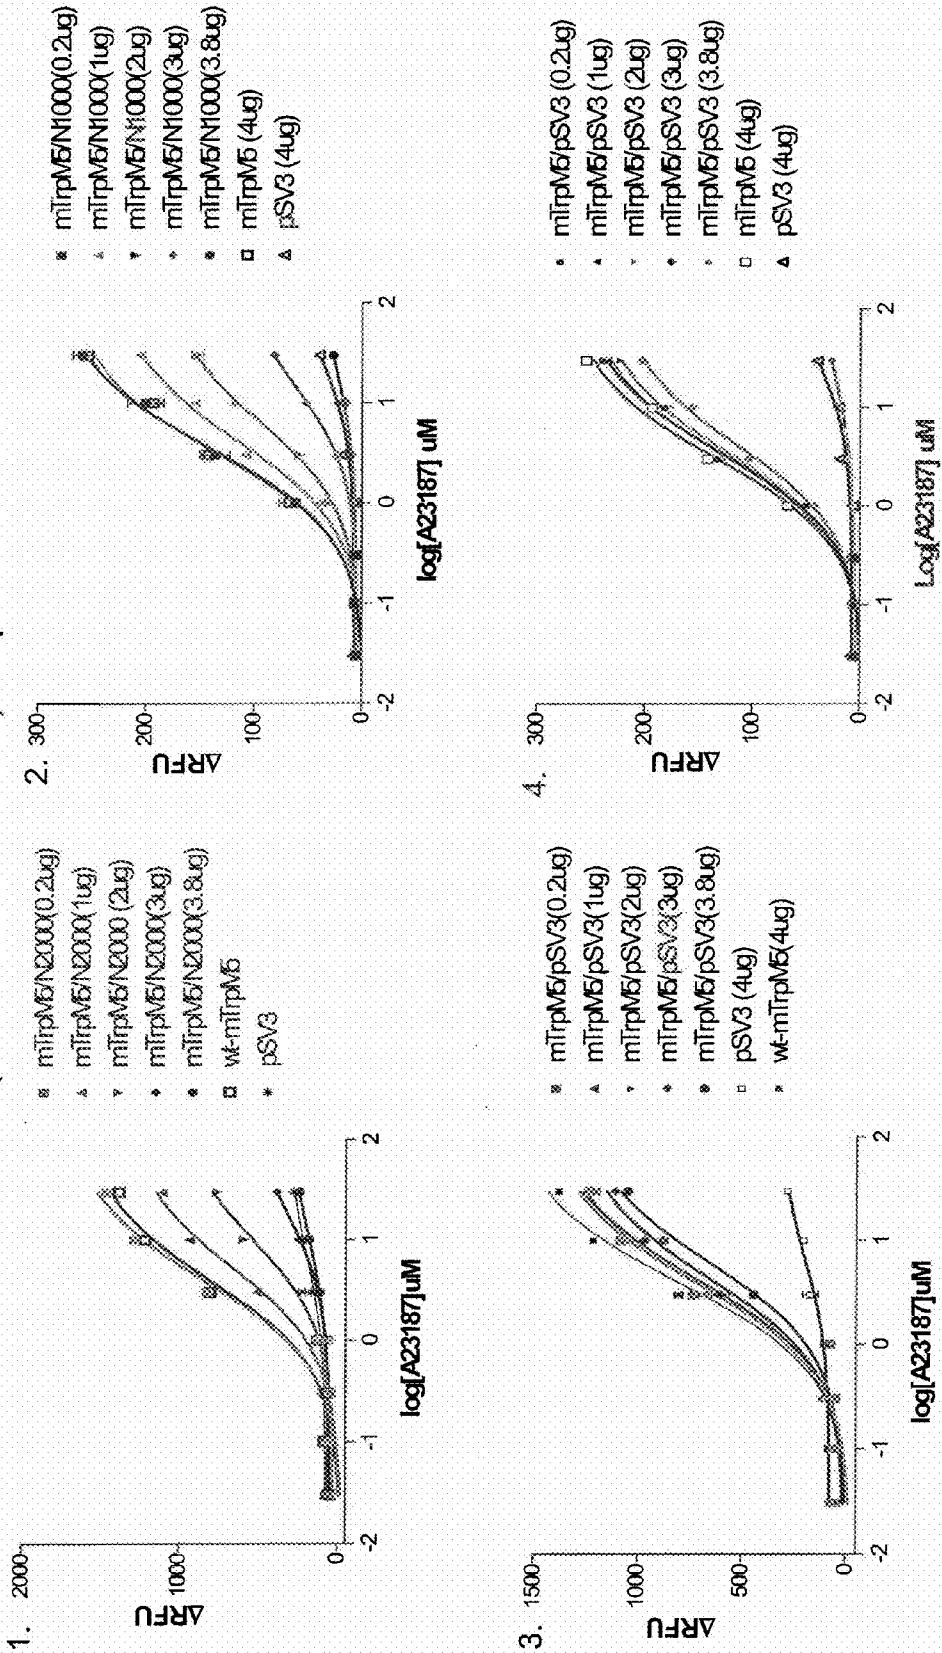 1.
2000
1000
0
-2
-1
0
1
2
ΔRFU
log[A23187]uM
mTrpM5/N2000(0.2ug)
mTrpM5/N2000(1ug)
mTrpM5/N2000 (2ug)
mTrpM5/N2000(3ug)
mTrpM5/N2000(3.8ug)
wt-mTrpM5
pSV3
2.
300
200
100
0
-2
-1
0
1
2
ΔRFU
log[A23187] uM
mTrpM5/N1000(0.2ug)
mTrpM5/N1000(1ug)
mTrpM5/N1000(2ug)
mTrpM5/N1000(3ug)
mTrpM5/N1000(3.8ug)
mTrpM5 (4ug)
pSV3 (4ug)
3.
1500
1000
500
0
-2
-1
0
1
2
ΔRFU
log[A23187]uM
mTrpM5/pSV3(0.2ug)
mTrpM5/pSV3(1ug)
mTrpM5/pSV3(2ug)
mTrpM5/pSV3(3ug)
mTrpM5/pSV3(3.8ug)
pSV3 (4ug)
wt-mTrpM5(4ug)
4.
300
200
100
0
-2
-1
0
1
2
ΔRFU
Log[A23187] uM
mTrpM5/pSV3 (0.2ug)
mTrpM5/pSV3 (1ug)
mTrpM5/pSV3 (2ug)
mTrpM5/pSV3 (3ug)
mTrpM5/pSV3 (3.8ug)
mTrpM5 (4ug)
pSV3 (4ug)